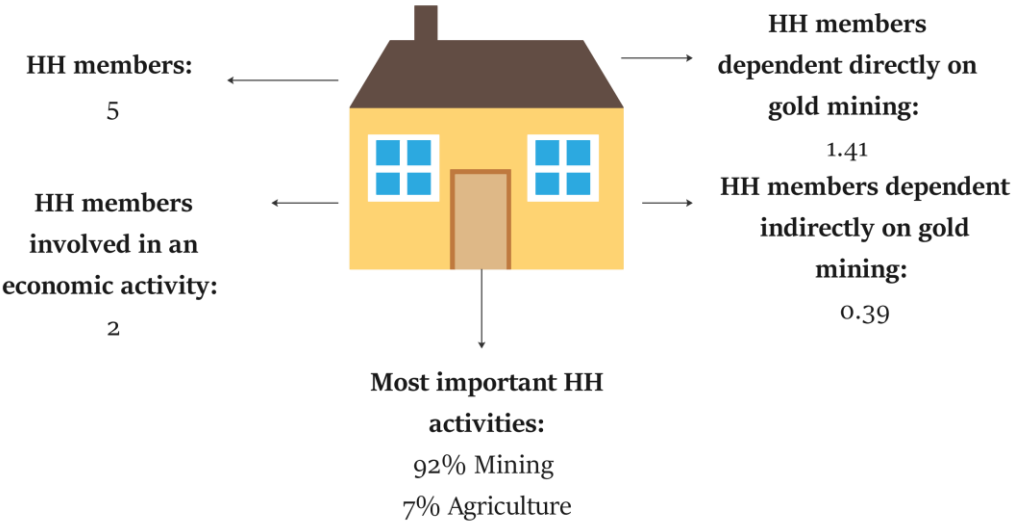 HH members:
5
HH members
involved in an
economic activity:
2
HH members
dependent directly on
gold mining:
1.41
HH members dependent
indirectly on gold
mining:
0.39
Most important HH
activities:
92% Mining
7% Agriculture